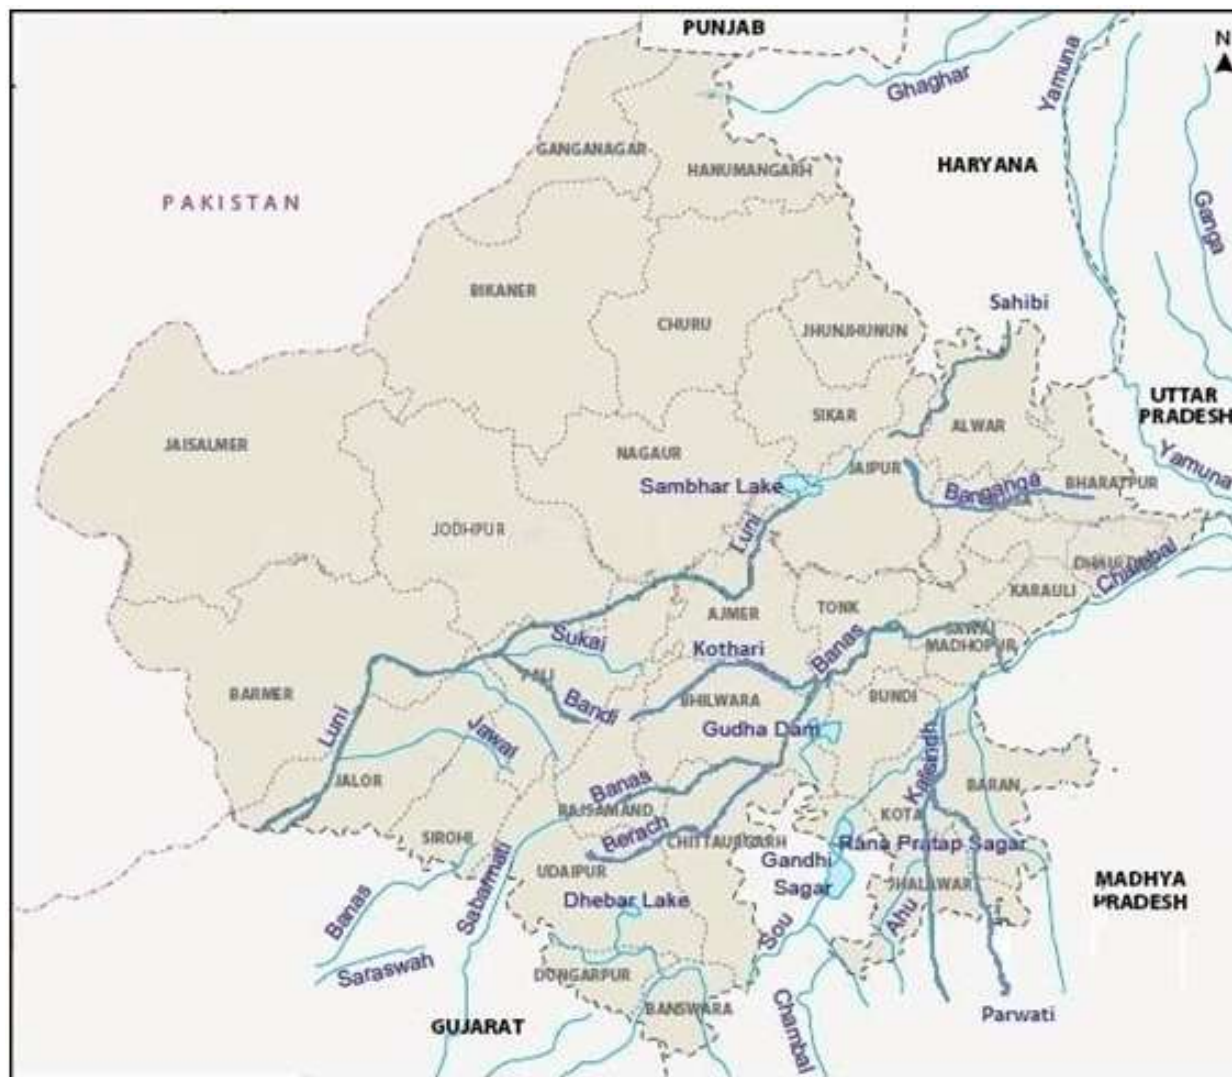 PUNJAB
N
Ghaghar
Yamuna
GANGANAGAR
HANUMANGARH
HARYANA
PAKISTAN
Ganga
BIKANER
Sahibi
CHURU
JHUNJHUNUN
UTTAR
PRADESH
SIKAR
ALWAR
JAISALMER
NAGAUR
JAIPUR
Yamuna
Sambhar Lake
Banganga
BHARATPUR
JODHPUR
Luni
Chambal
KARAULI
AJMER
TONK
Sukai
Kothari
Banas
SAWAI
MADHOPUR
PALI
BARMER
BHILWARA
BUNDI
Luni
Bandi
Jawai
Gudha Dam
Kalisindh
JALOR
Banas
BARAN
RAJSAMAND
KOTA
SIROHI
Berach
CHITTAURGARH
Rana Pratap Sagar
Sabarmati
UDAIPUR
Gandhi
Sagar
JHALAWAR
MADHYA
PRADESH
Banas
Dhebar Lake
Ahu
Sou
Saraswah
DUNGARPUR
BANSWARA
Chambal
Parwati
GUJARAT